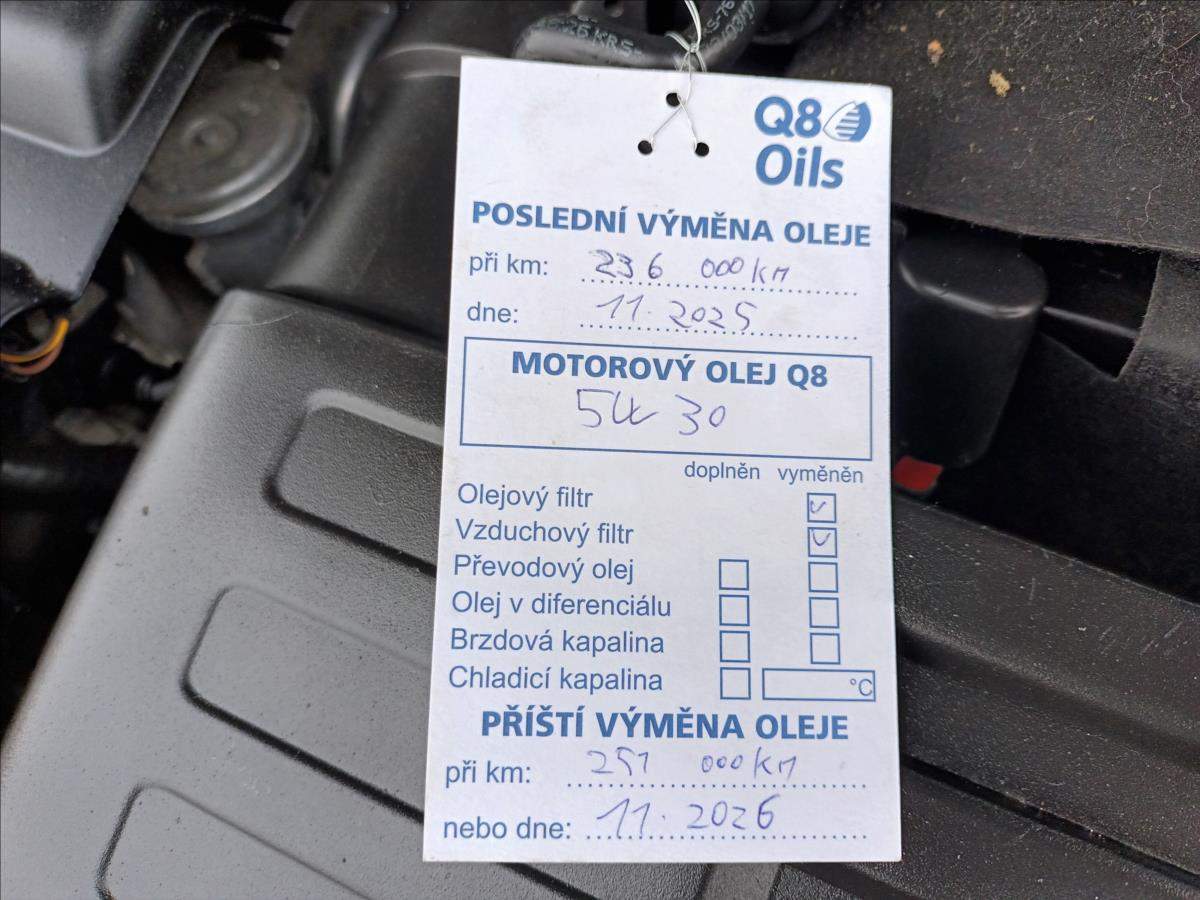 Q8
Oils
POSLEDNÍ VÝMĚNA OLEJE
při km: 236 000 km
dne: 11. 2025
MOTOROVÝ OLEJ Q8
5W 30
doplněn vyměněn
Olejový filtr
Vzduchový filtr
Převodový olej
Olej v diferenciálu
Brzdová kapalina
Chladicí kapalina °C
PŘÍŠTÍ VÝMĚNA OLEJE
při km: 251 000 km
nebo dne: 11. 2026